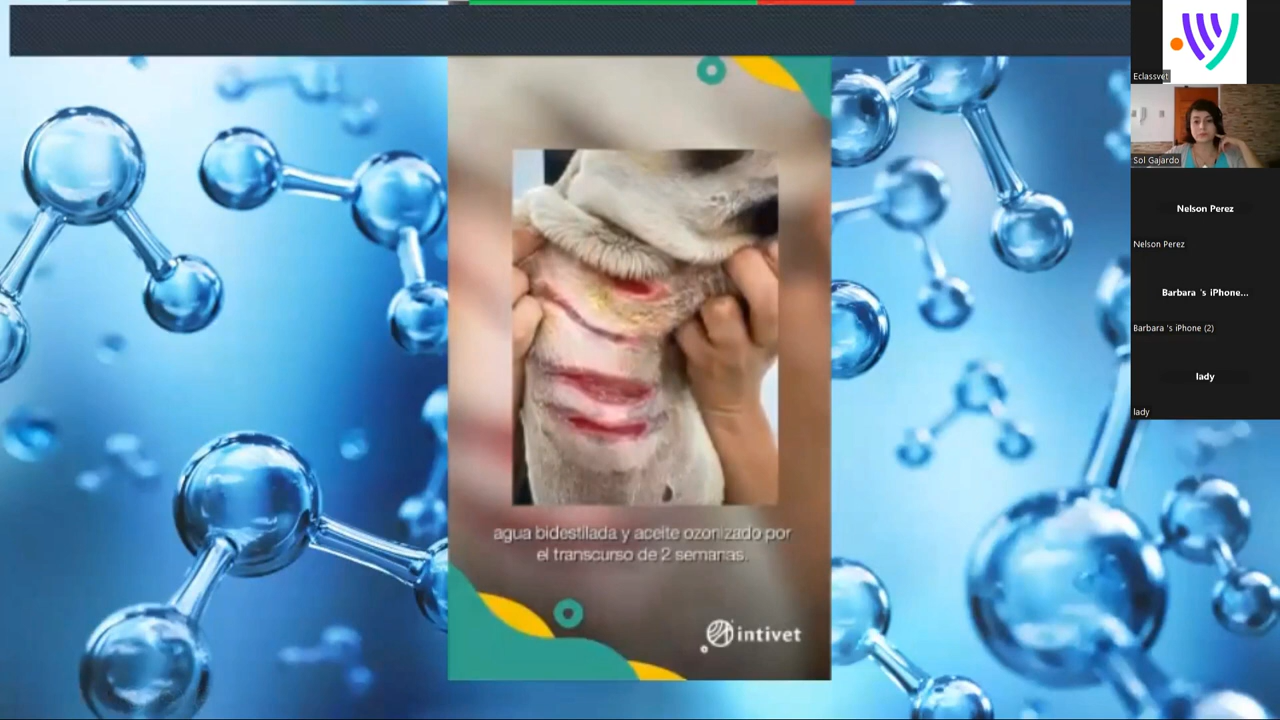 agua bidestilada y aceite ozonizado por
el transcurso de 2 semanas.
intivet
Eclassvet
Sol Gajardo
Nelson Perez
Nelson Perez
Barbara 's iPhone...
Barbara 's iPhone (2)
lady
lady